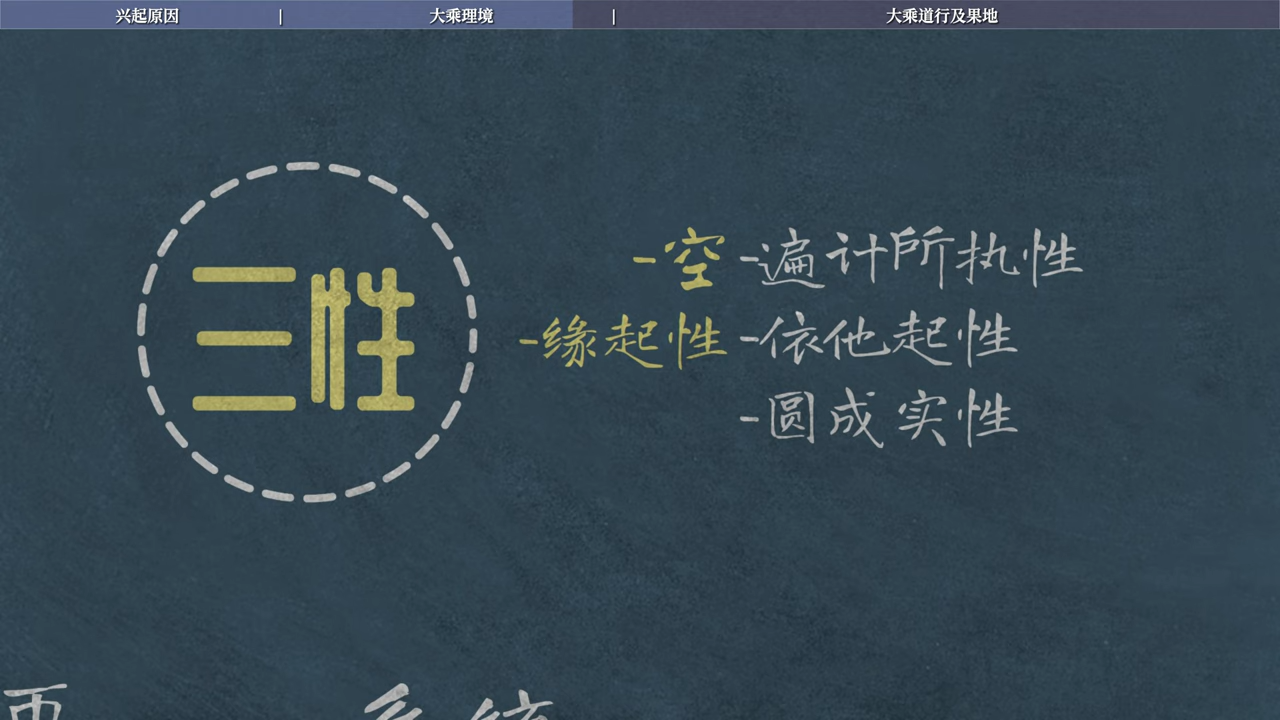 兴起原因 | 大乘理境 | 大乘道行及果地
三性
-空 -遍计所执性
-缘起性 -依他起性
-圆成实性